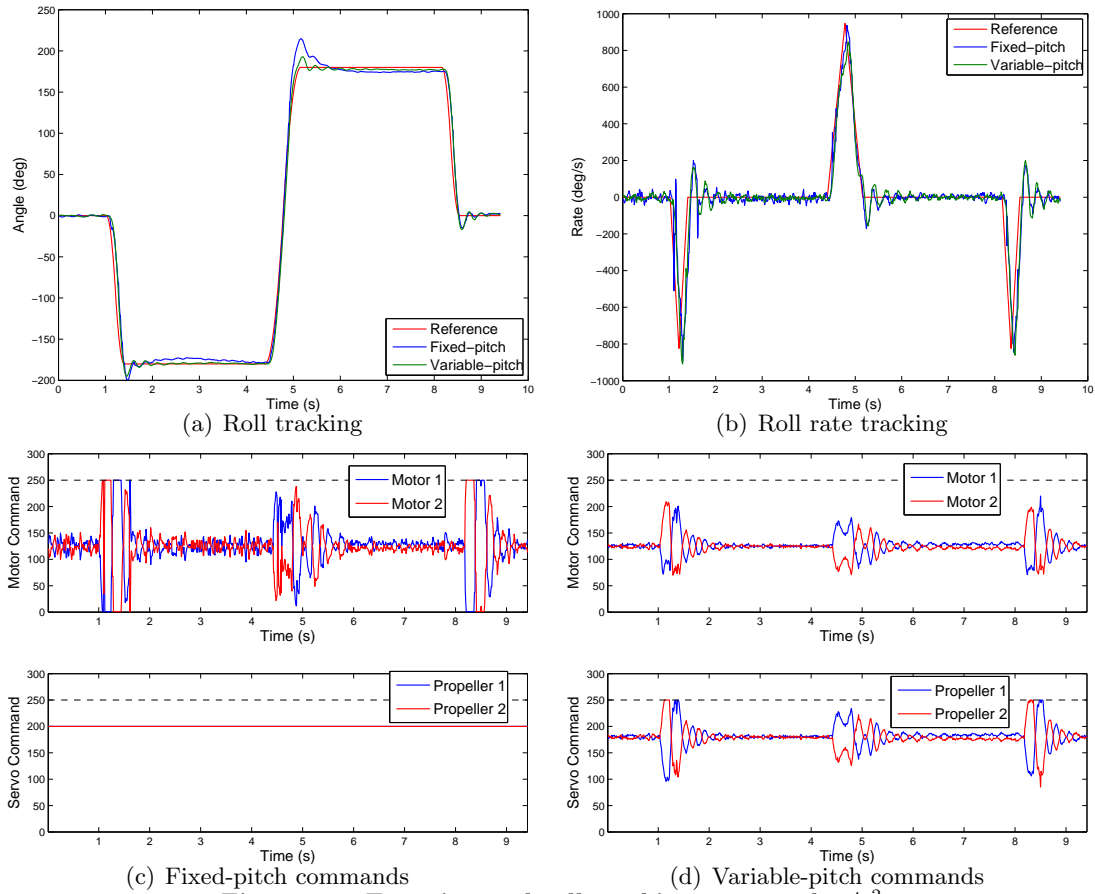 250
200
150
100
50
0
−50
−100
−150
−200
Angle (deg)
0 1 2 3 4 5 6 7 8 9 10
Time (s)
Reference
Fixed−pitch
Variable−pitch
(a) Roll tracking
1000
800
600
400
200
0
−200
−400
−600
−800
−1000
Rate (deg/s)
0 1 2 3 4 5 6 7 8 9 10
Time (s)
Reference
Fixed−pitch
Variable−pitch
(b) Roll rate tracking
300
250
200
150
100
50
0
Motor Command
1 2 3 4 5 6 7 8 9
Time (s)
Motor 1
Motor 2
300
250
200
150
100
50
0
Servo Command
1 2 3 4 5 6 7 8 9
Time (s)
Propeller 1
Propeller 2
(c) Fixed-pitch commands
300
250
200
150
100
50
0
Motor Command
1 2 3 4 5 6 7 8 9
Time (s)
Motor 1
Motor 2
300
250
200
150
100
50
0
Servo Command
1 2 3 4 5 6 7 8 9
Time (s)
Propeller 1
Propeller 2
(d) Variable-pitch commands